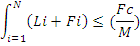 ∫_{i=1}^{N} (Li + Fi) ≤ (Fc/M)